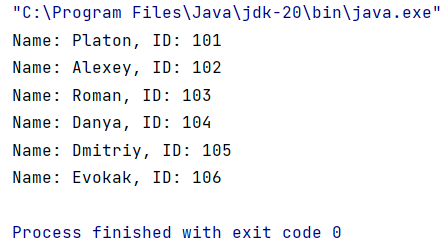 "C:\Program Files\Java\jdk-20\bin\java.exe"
Name: Platon, ID: 101
Name: Alexey, ID: 102
Name: Roman, ID: 103
Name: Danya, ID: 104
Name: Dmitriy, ID: 105
Name: Evokak, ID: 106
Process finished with exit code 0